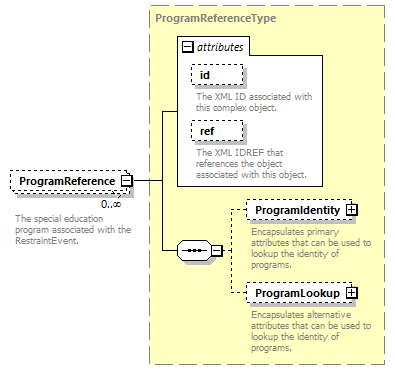 ProgramReferenceType
attributes
id
The XML ID associated with
this complex object.
ref
The XML IDREF that
references the object
associated with this object.
ProgramReference
0..∞
The special education
program associated with the
RestraintEvent.
ProgramIdentity
Encapsulates primary
attributes that can be used to
lookup the identity of
programs.
ProgramLookup
Encapsulates alternative
attributes that can be used to
lookup the identity of
programs.